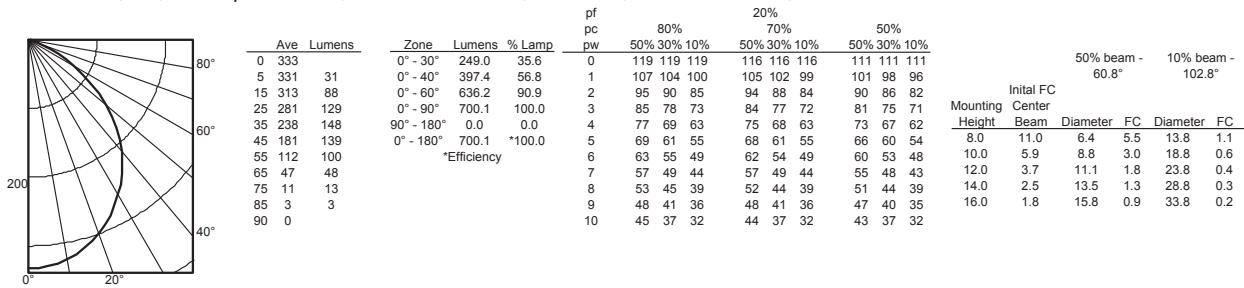 80°
60°
200
40°
0° 20°
Ave Lumens
0 333
5 331 31
15 313 88
25 281 129
35 238 148
45 181 139
55 112 100
65 47 48
75 11 13
85 3 3
90 0
Zone Lumens % Lamp
0° - 30° 249.0 35.6
0° - 40° 397.4 56.8
0° - 60° 636.2 90.9
0° - 90° 700.1 100.0
90° - 180° 0.0 0.0
0° - 180° 700.1 *100.0
*Efficiency
pf 20%
pc 80% 70% 50%
pw 50% 30% 10% 50% 30% 10% 50% 30% 10%
0 119 119 119 116 116 116 111 111 111
1 107 104 100 105 102 99 101 98 96
2 95 90 85 94 88 84 90 86 82
3 85 78 73 84 77 72 81 75 71
4 77 69 63 75 68 63 73 67 62
5 69 61 55 68 61 55 66 60 54
6 63 55 49 62 54 49 60 53 48
7 57 49 44 57 49 44 55 48 43
8 53 45 39 52 44 39 51 44 39
9 48 41 36 48 41 36 47 40 35
10 45 37 32 44 37 32 43 37 32
50% beam - 10% beam -
60.8° 102.8°
Inital FC
Mounting Center
Height Beam Diameter FC Diameter FC
8.0 11.0 6.4 5.5 13.8 1.1
10.0 5.9 8.8 3.0 18.8 0.6
12.0 3.7 11.1 1.8 23.8 0.4
14.0 2.5 13.5 1.3 28.8 0.3
16.0 1.8 15.8 0.9 33.8 0.2